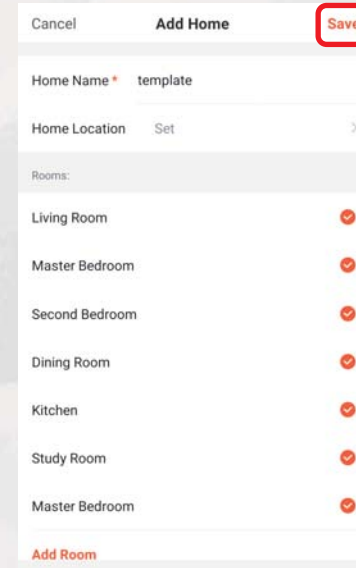 Cancel Add Home Save
Home Name * template
Home Location Set
Rooms:
Living Room
Master Bedroom
Second Bedroom
Dining Room
Kitchen
Study Room
Master Bedroom
Add Room